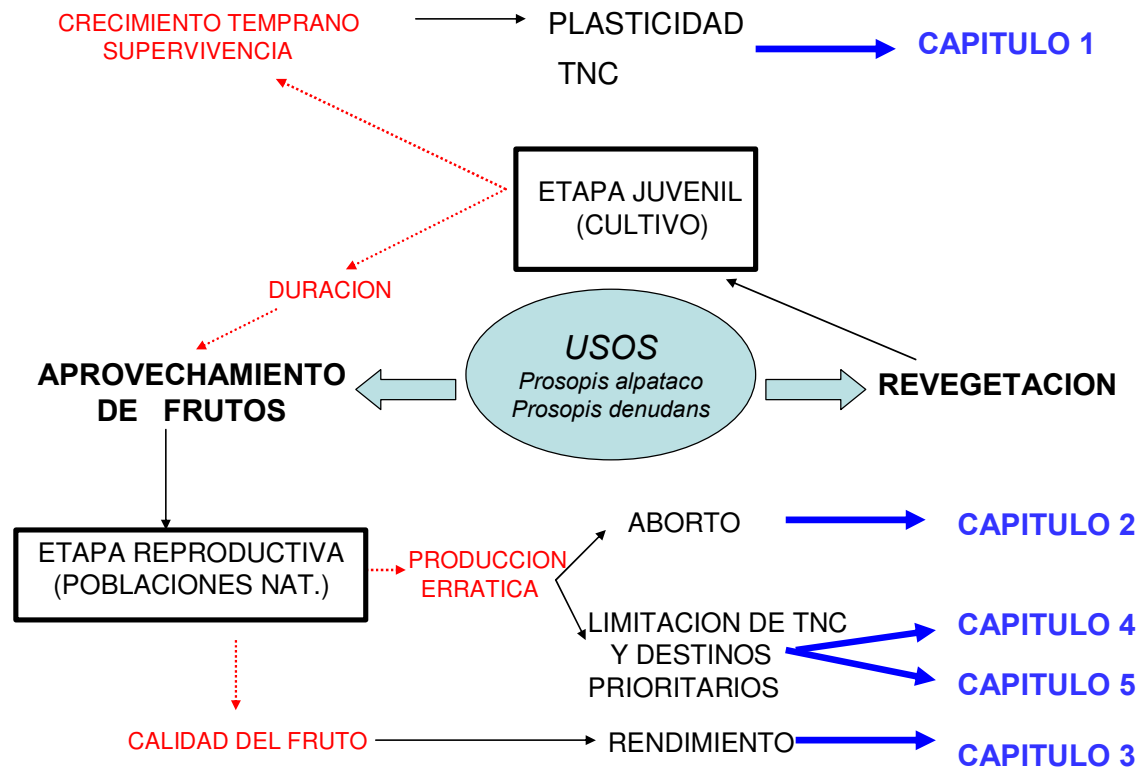 CRECIMIENTO TEMPRANO
SUPERVIVENCIA
PLASTICIDAD
TNC
CAPITULO 1
ETAPA JUVENIL
(CULTIVO)
DURACION
USOS
Prosopis alpataco
Prosopis denudans
APROVECHAMIENTO
DE FRUTOS
REVEGETACION
ETAPA REPRODUCTIVA
(POBLACIONES NAT.)
PRODUCCION
ERRATICA
ABORTO
CAPITULO 2
LIMITACION DE TNC
Y DESTINOS
PRIORITARIOS
CAPITULO 4
CAPITULO 5
CALIDAD DEL FRUTO
RENDIMIENTO
CAPITULO 3